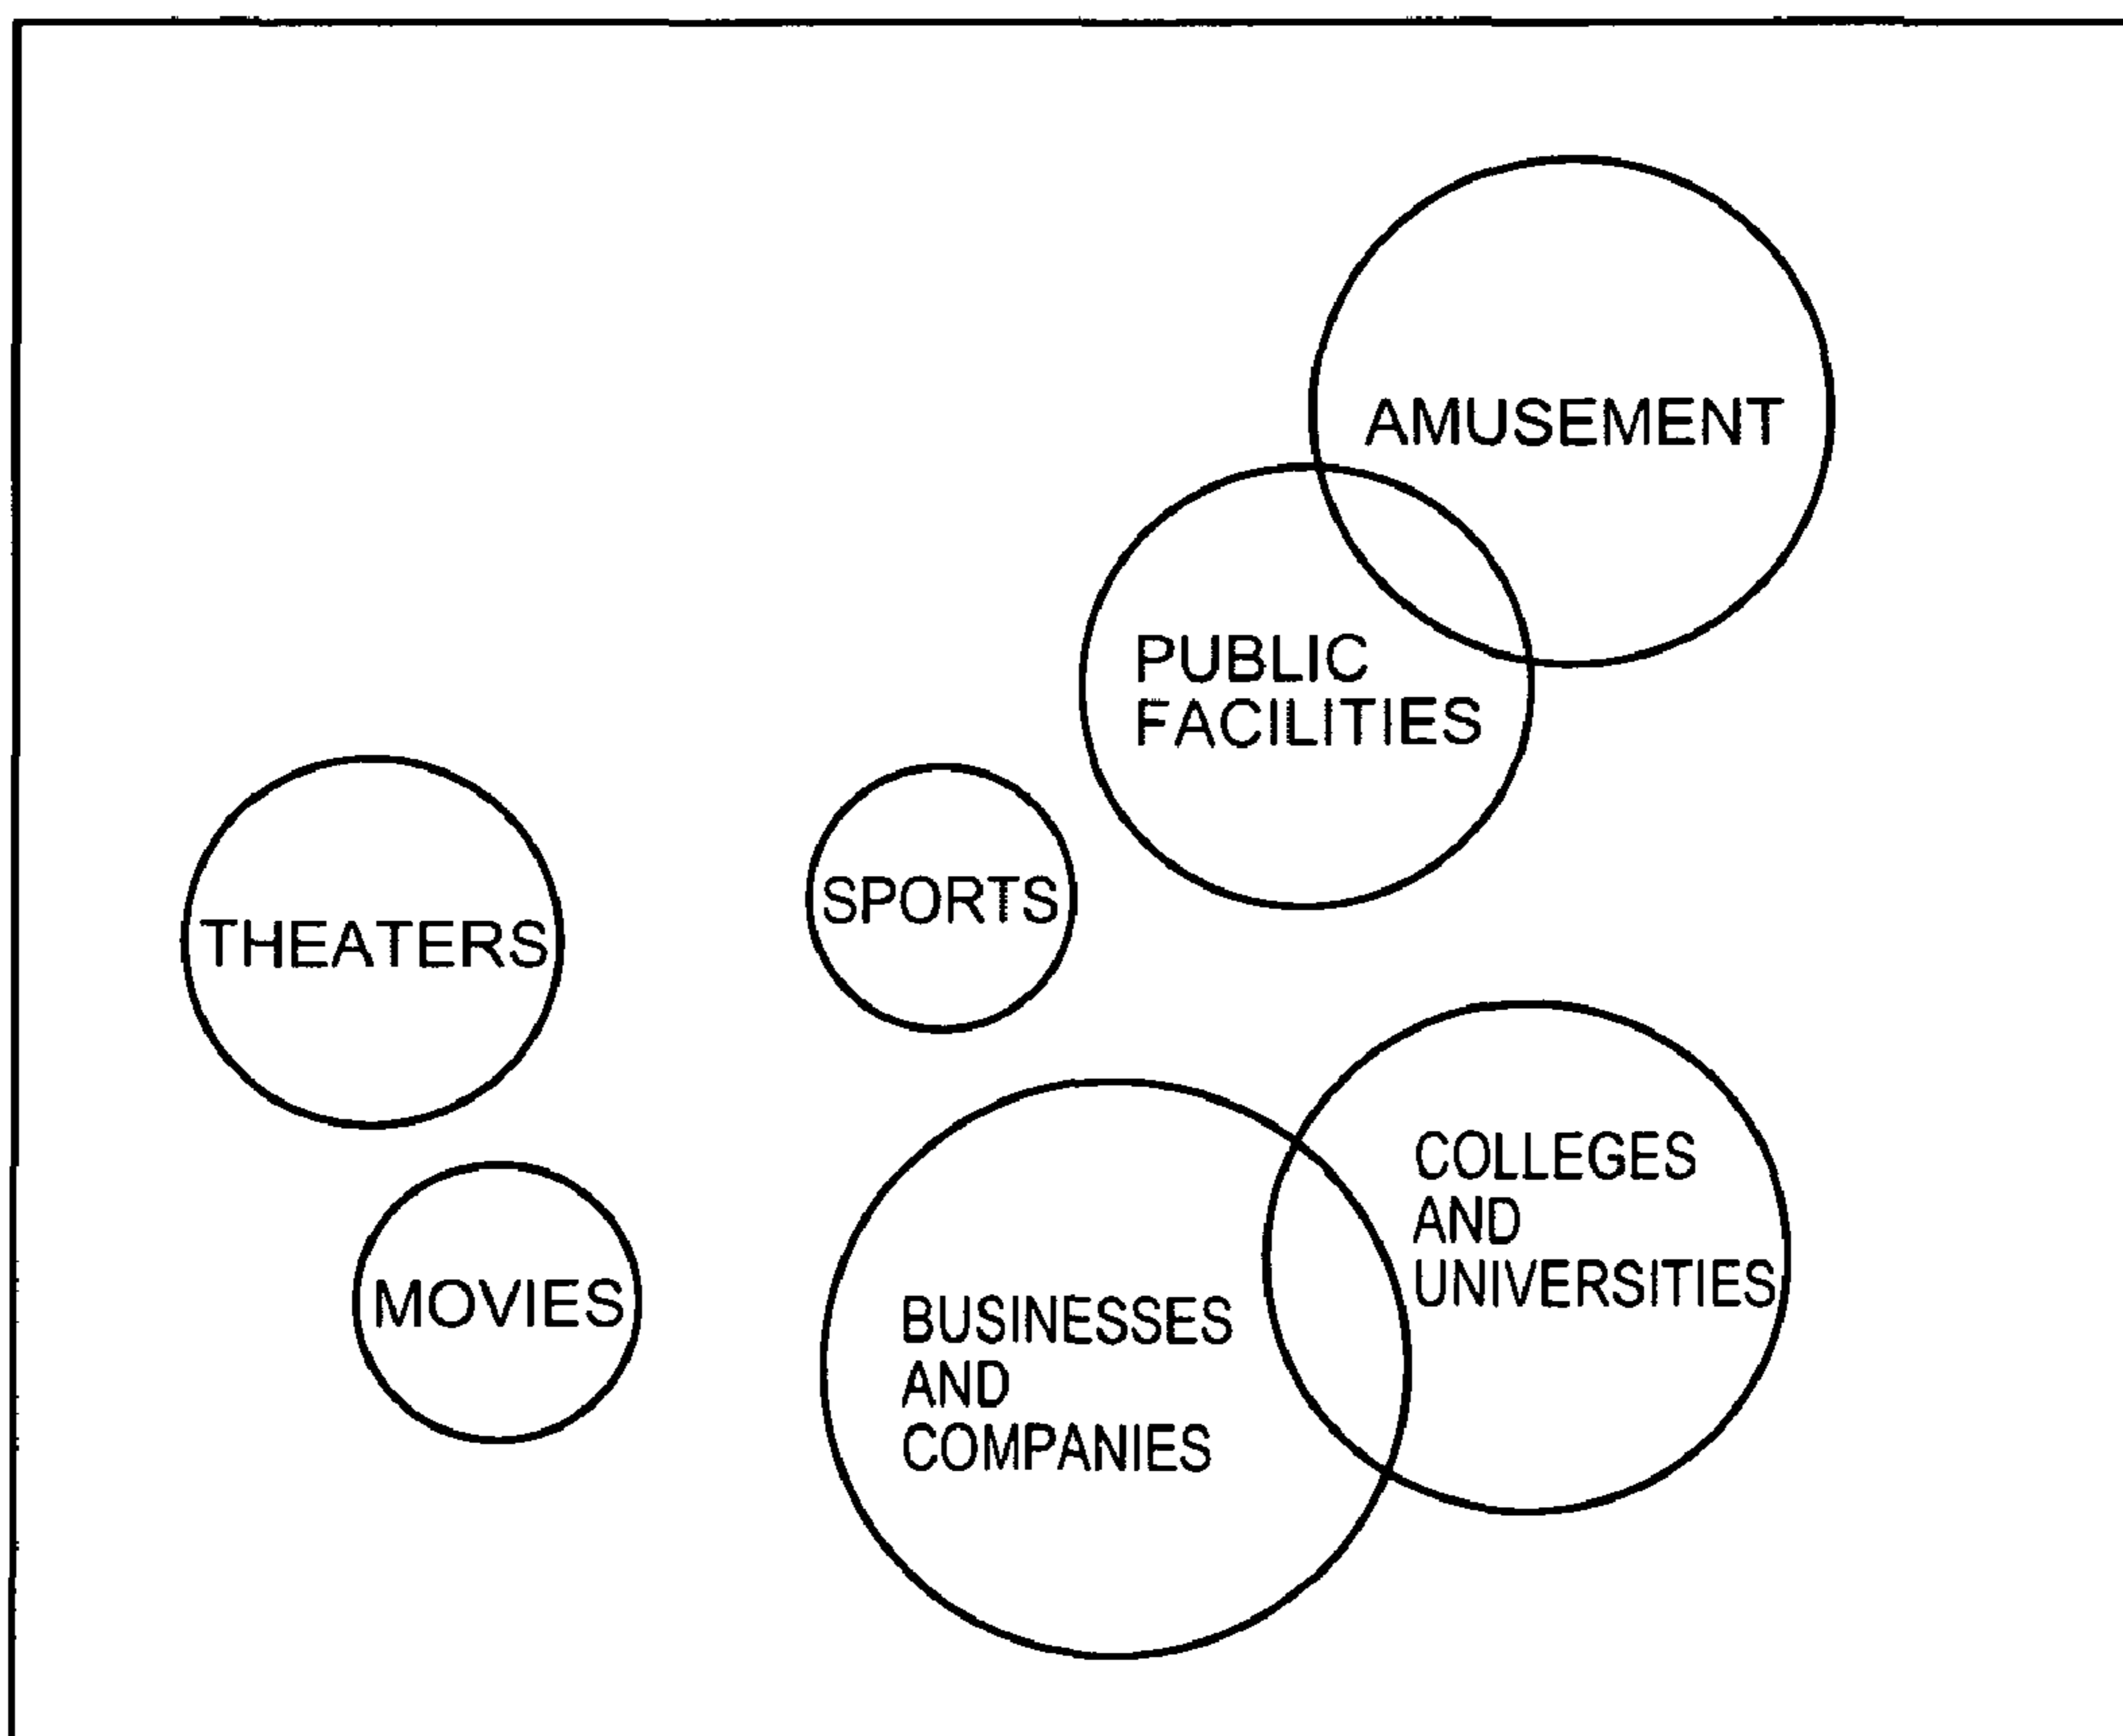 AMUSEMENT
PUBLIC
FACILITIES
SPORTS
THEATERS
COLLEGES
AND
UNIVERSITIES
MOVIES
BUSINESSES
AND
COMPANIES